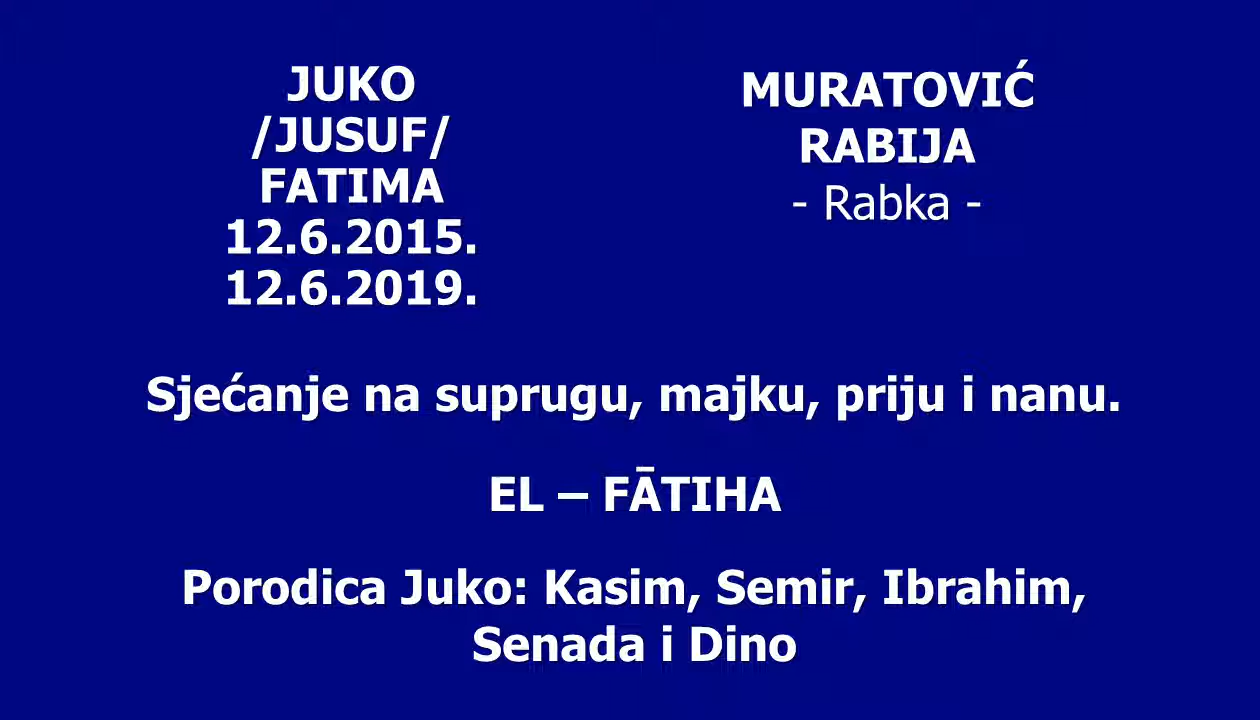 JUKO
/JUSUF/
FATIMA
12.6.2015.
12.6.2019.
MURATOVIĆ
RABIJA
- Rabka -
Sjećanje na suprugu, majku, priju i nanu.
EL – FĀTIHA
Porodica Juko: Kasim, Semir, Ibrahim,
Senada i Dino